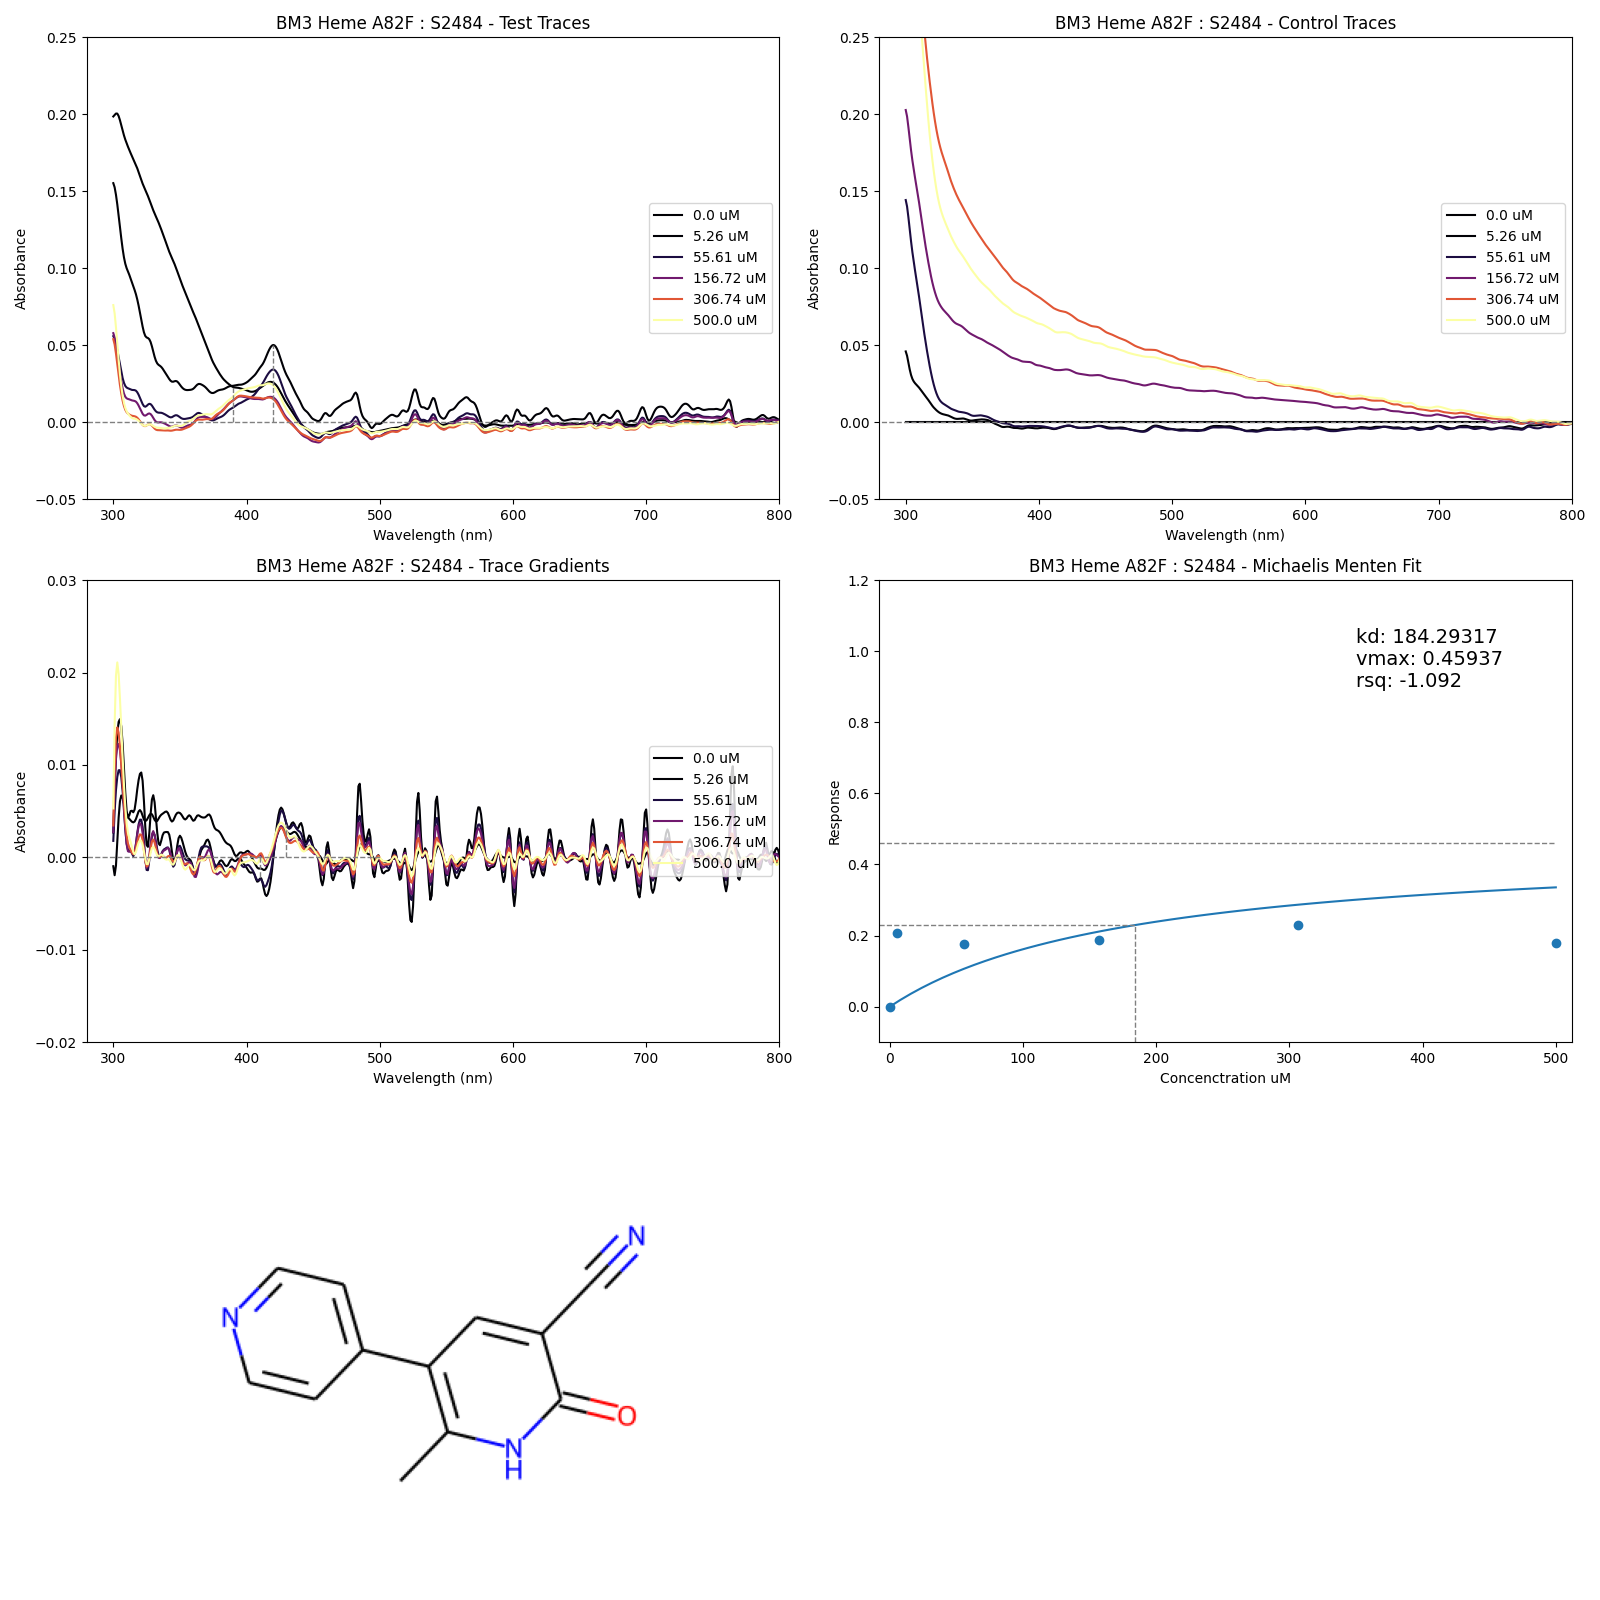 BM3 Heme A82F : S2484 - Test Traces
0.25
0.20
0.15
0.10
0.05
0.00
−0.05
Absorbance
300 400 500 600 700 800
Wavelength (nm)
0.0 uM
5.26 uM
55.61 uM
156.72 uM
306.74 uM
500.0 uM
BM3 Heme A82F : S2484 - Control Traces
0.25
0.20
0.15
0.10
0.05
0.00
−0.05
Absorbance
300 400 500 600 700 800
Wavelength (nm)
0.0 uM
5.26 uM
55.61 uM
156.72 uM
306.74 uM
500.0 uM
BM3 Heme A82F : S2484 - Trace Gradients
0.03
0.02
0.01
0.00
−0.01
−0.02
Absorbance
300 400 500 600 700 800
Wavelength (nm)
0.0 uM
5.26 uM
55.61 uM
156.72 uM
306.74 uM
500.0 uM
BM3 Heme A82F : S2484 - Michaelis Menten Fit
1.2
1.0
0.8
0.6
0.4
0.2
0.0
Response
kd: 184.29317
vmax: 0.45937
rsq: -1.092
0 100 200 300 400 500
Concenctration uM
N
N
O
N
H